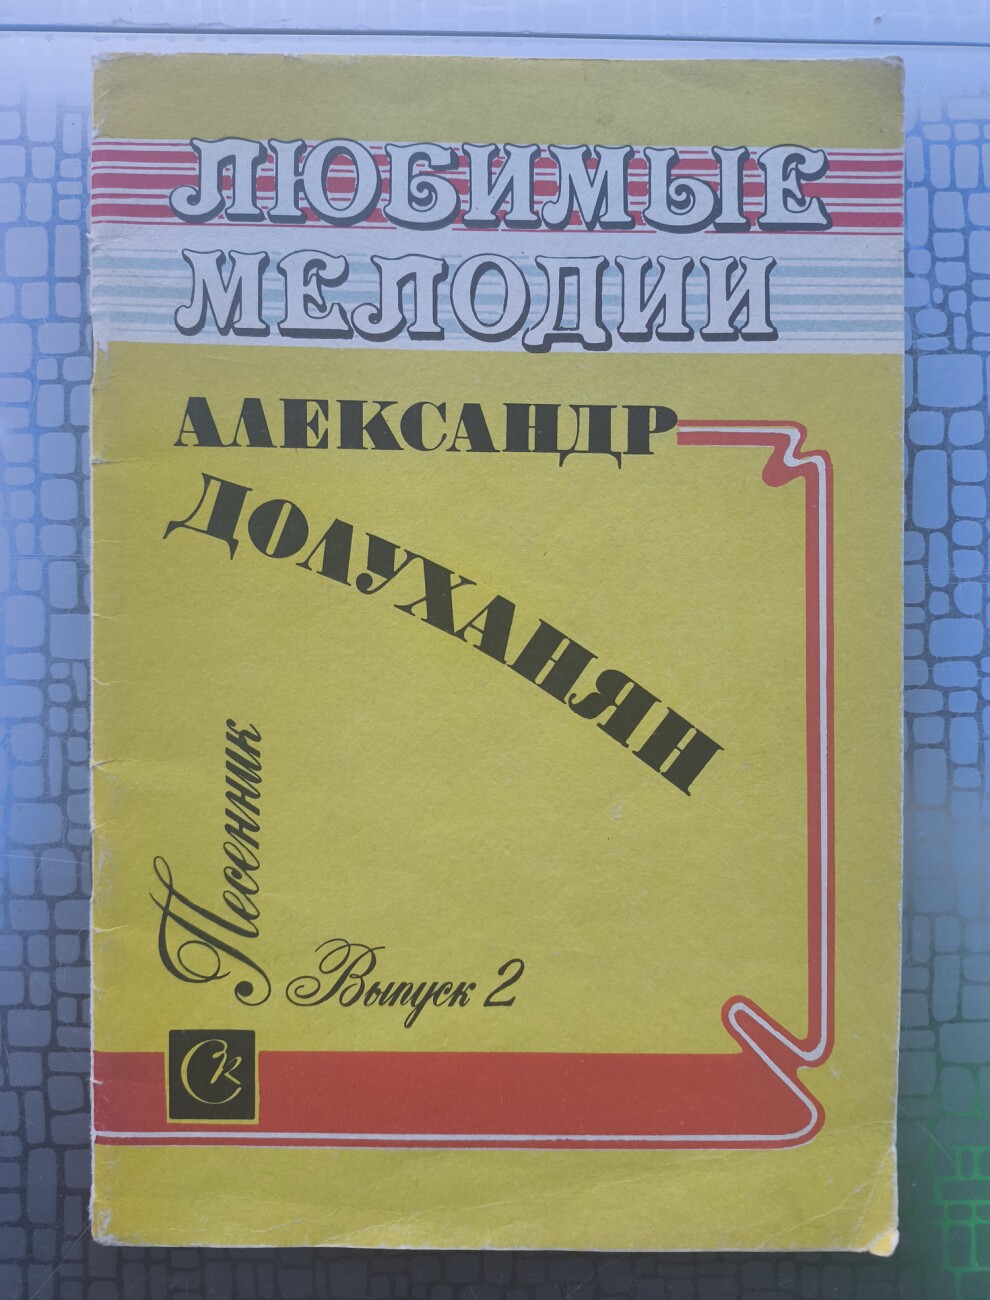 ЛЮБИМЫЕ
МЕЛОДИИ
АЛЕКСАНДР
ДОЛУХАНЯН
Песенник
Выпуск 2
СК